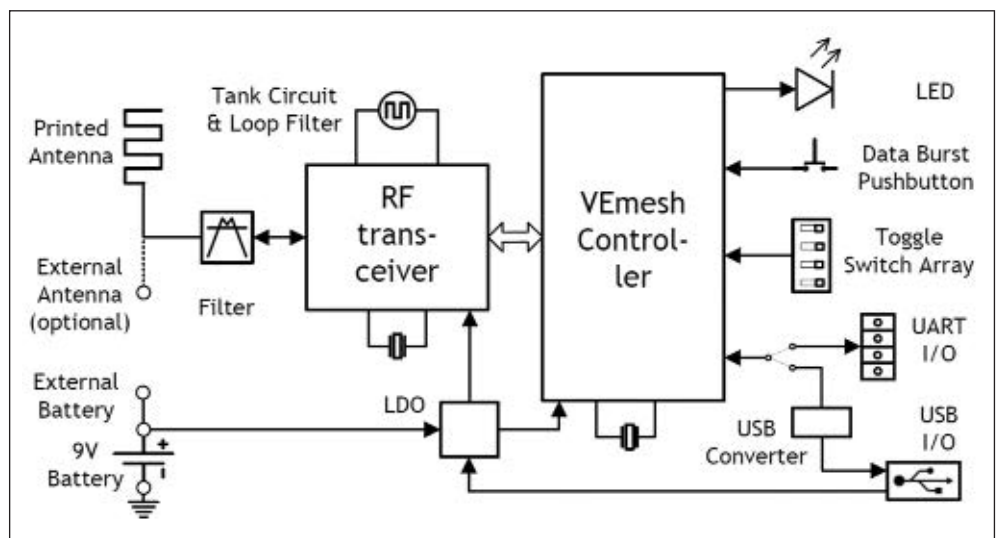 Tank Circuit
& Loop Filter
Printed
Antenna
LED
Data Burst
Pushbutton
RF
trans-
ceiver
VEmesh
Control-
ler
Toggle
Switch Array
External
Antenna
(optional)
Filter
UART
I/O
External
Battery
LDO
9V
Battery
+
-
USB
Converter
USB
I/O